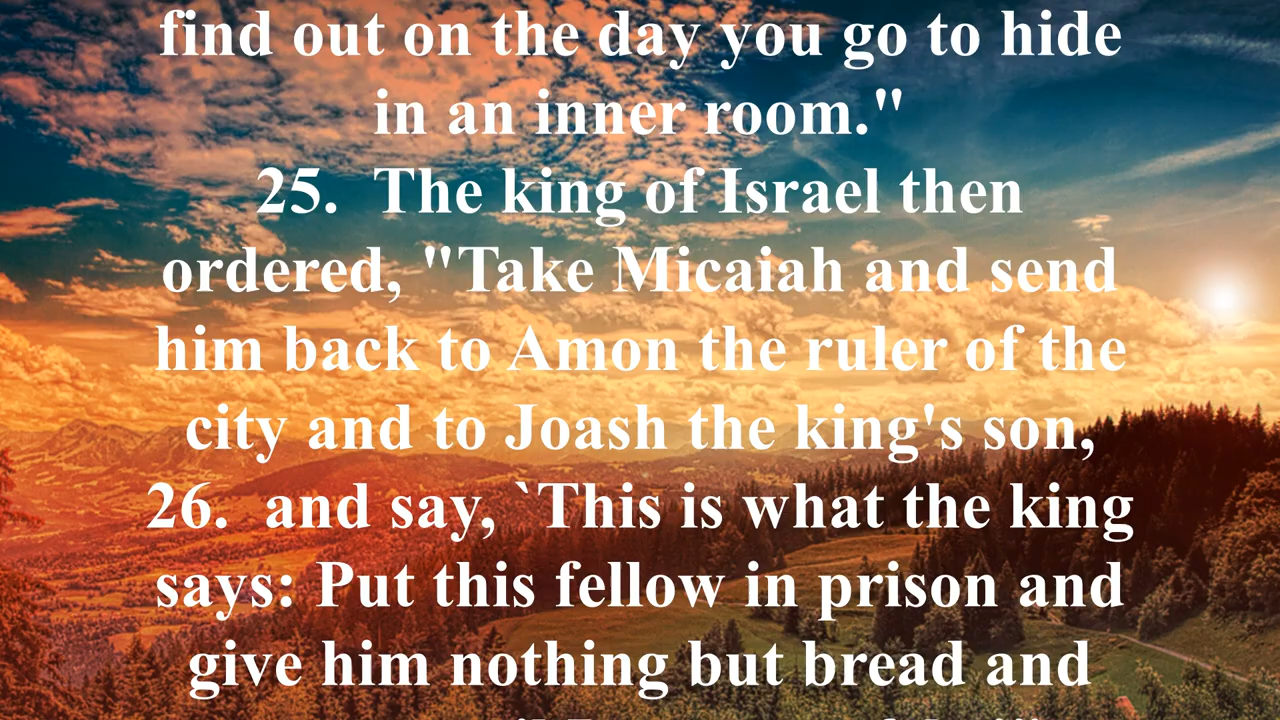 find out on the day you go to hide
in an inner room."
25. The king of Israel then
ordered, "Take Micaiah and send
him back to Amon the ruler of the
city and to Joash the king's son,
26. and say, `This is what the king
says: Put this fellow in prison and
give him nothing but bread and